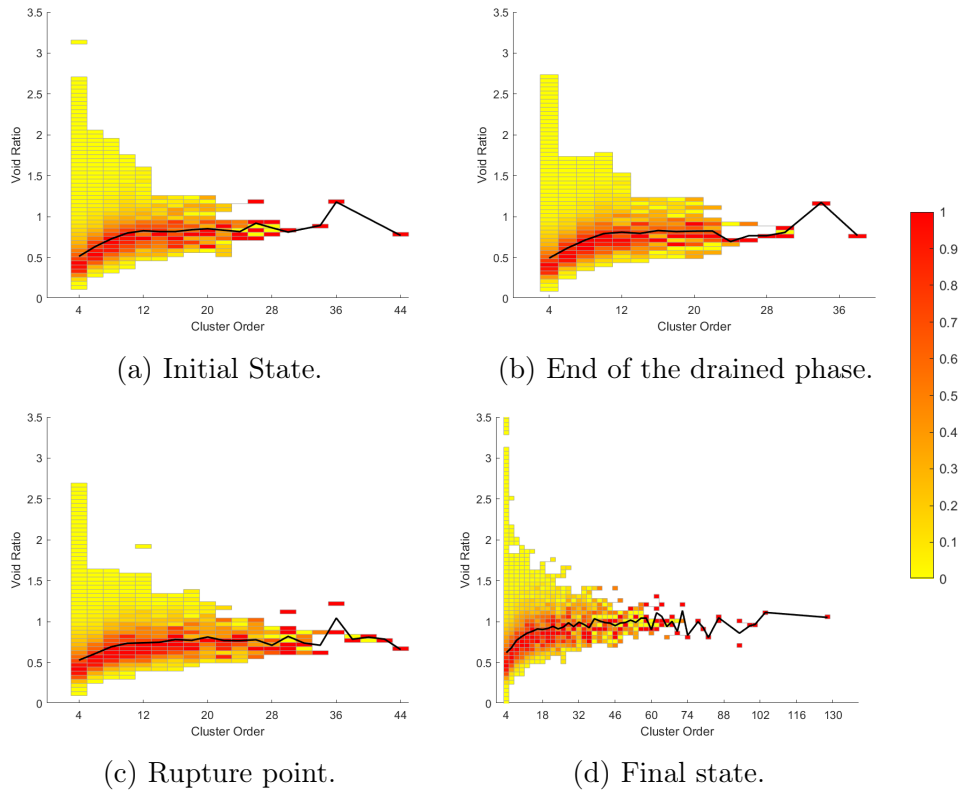 3.5
3
2.5
2
1.5
1
0.5
0
Void Ratio
4 12 20 28 36 44
Cluster Order
(a) Initial State.
3.5
3
2.5
2
1.5
1
0.5
0
Void Ratio
4 12 20 28 36
Cluster Order
(b) End of the drained phase.
1
0.9
0.8
0.7
0.6
0.5
0.4
0.3
0.2
0.1
0
3.5
3
2.5
2
1.5
1
0.5
0
Void Ratio
4 12 20 28 36 44
Cluster Order
(c) Rupture point.
3.5
3
2.5
2
1.5
1
0.5
0
Void Ratio
4 18 32 46 60 74 88 102 116 130
Cluster Order
(d) Final state.